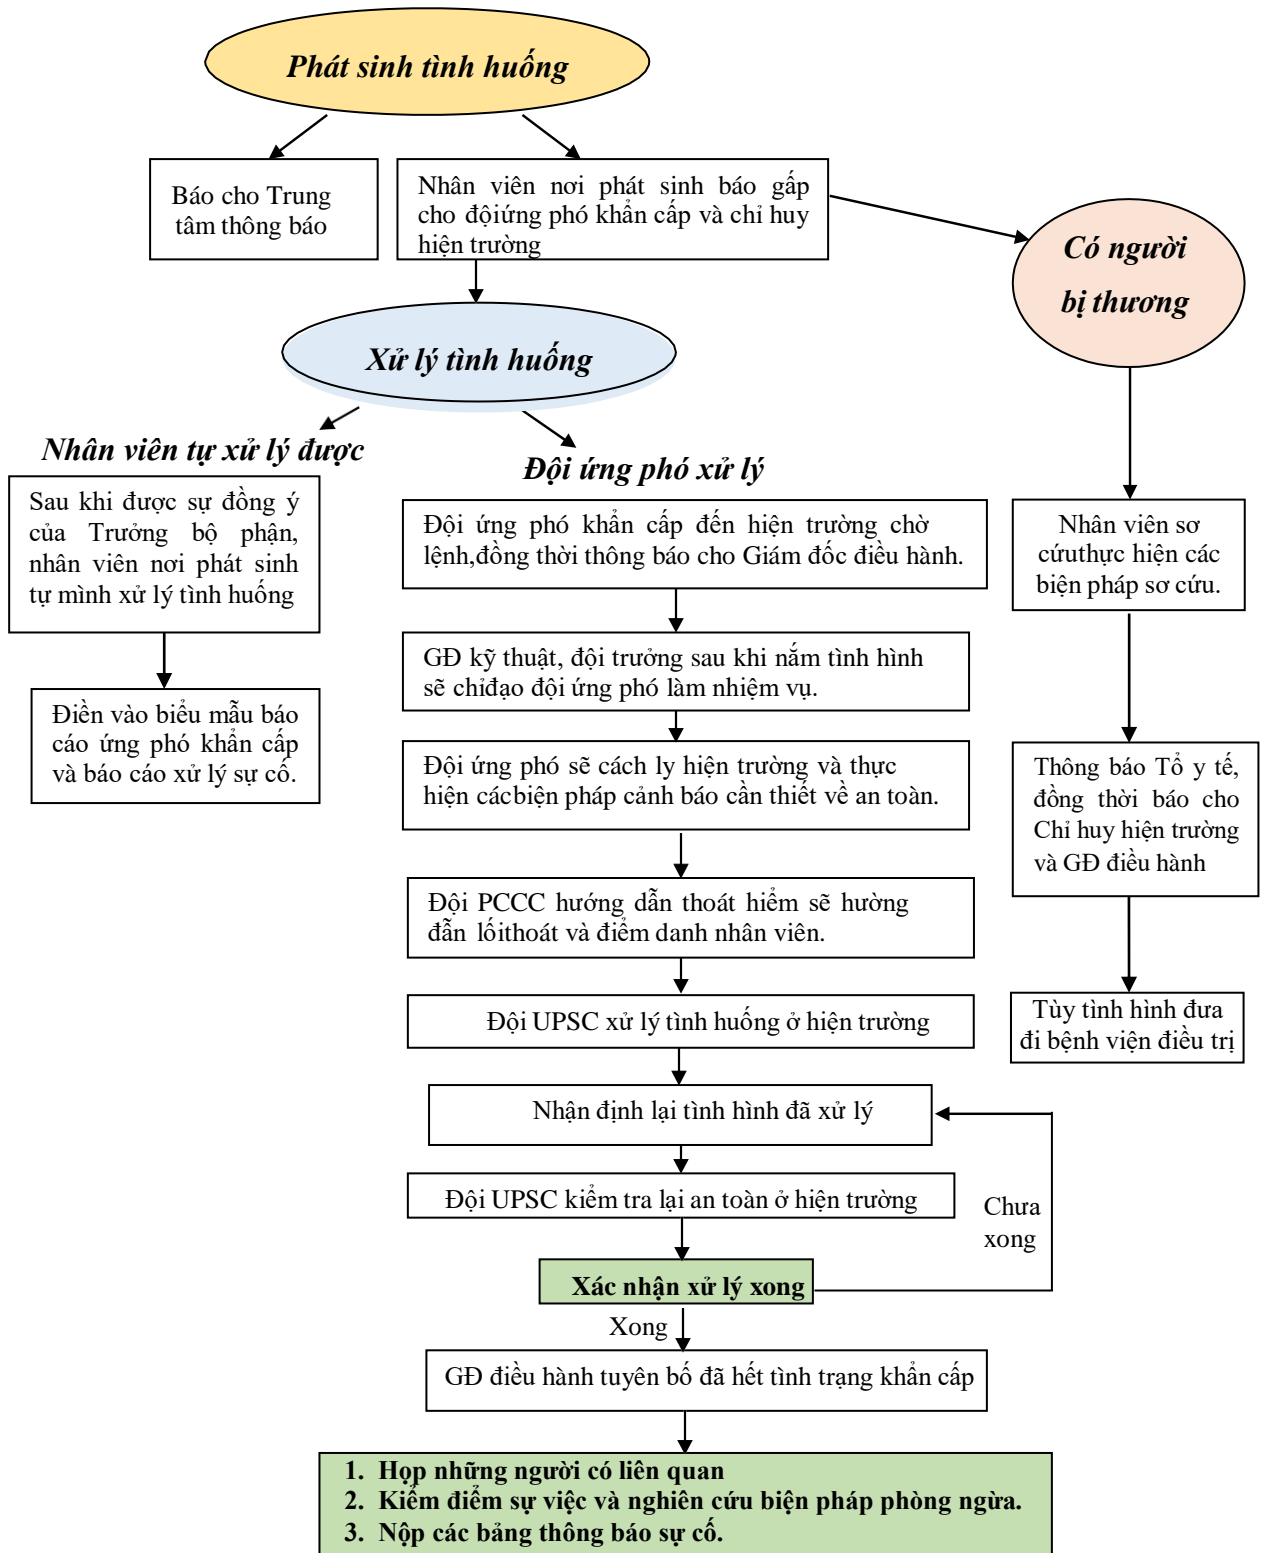 Phát sinh tình huống
Báo cho Trung
tâm thông báo
Nhân viên nơi phát sinh báo gấp
cho độiứng phó khẩn cấp và chỉ huy
hiện trường
Có người
bị thương
Xử lý tình huống
Nhân viên tự xử lý được
Đội ứng phó xử lý
Sau khi được sự đồng ý
của Trưởng bộ phận,
nhân viên nơi phát sinh
tự mình xử lý tình huống
Điền vào biểu mẫu báo
cáo ứng phó khẩn cấp
và báo cáo xử lý sự cố.
Đội ứng phó khẩn cấp đến hiện trường chờ
lệnh,đồng thời thông báo cho Giám đốc điều hành.
GĐ kỹ thuật, đội trưởng sau khi nắm tình hình
sẽ chỉđạo đội ứng phó làm nhiệm vụ.
Đội ứng phó sẽ cách ly hiện trường và thực
hiện cácbiện pháp cảnh báo cần thiết về an toàn.
Đội PCCC hướng dẫn thoát hiểm sẽ hường
đẫn lốithoát và điểm danh nhân viên.
Đội UPSC xử lý tình huống ở hiện trường
Nhận định lại tình hình đã xử lý
Đội UPSC kiểm tra lại an toàn ở hiện trường
Chưa
xong
Xác nhận xử lý xong
Xong
GĐ điều hành tuyên bố đã hết tình trạng khẩn cấp
1. Họp những người có liên quan
2. Kiểm điểm sự việc và nghiên cứu biện pháp phòng ngừa.
3. Nộp các bảng thông báo sự cố.
Nhân viên sơ
cứuthực hiện các
biện pháp sơ cứu.
Thông báo Tổ y tế,
đồng thời báo cho
Chỉ huy hiện trường
và GĐ điều hành
Tùy tình hình đưa
đi bệnh viện điều trị